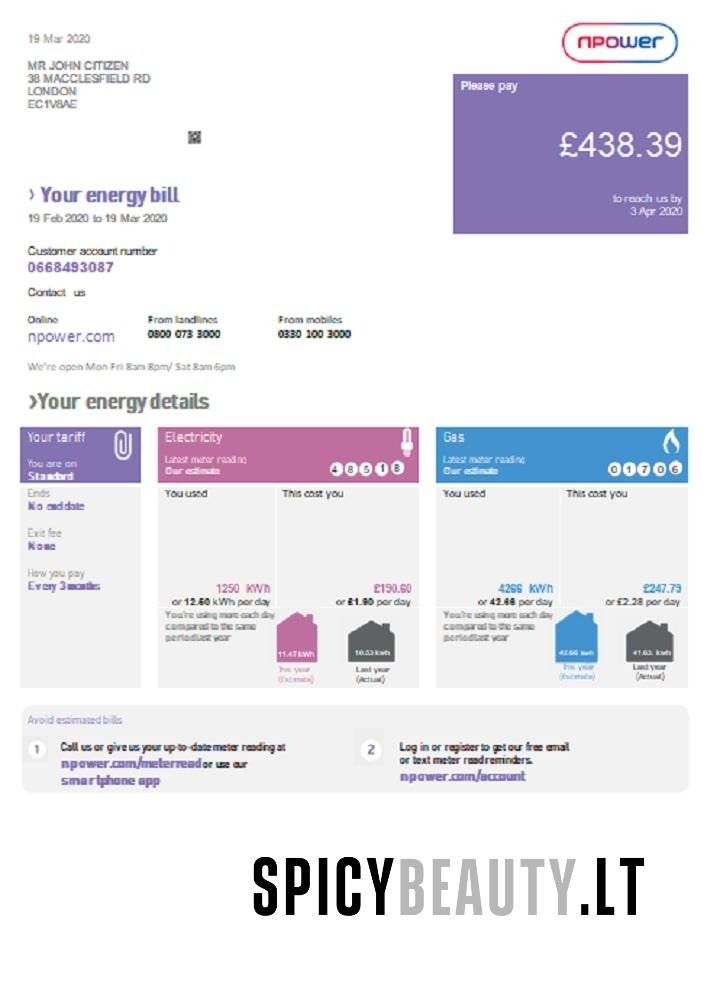 19 Mar 2020
npower
MR JOHN CITIZEN
38 MACCLESFIELD RD
LONDON
EC1V8AE
Please pay
£438.39
to reach us by
3 Apr 2020
› Your energy bill
19 Feb 2020 to 19 Mar 2020
Customer account number
0668493087
Contact us
Online From landlines From mobiles
npower.com 0800 073 3000 0330 100 3000
We're open Mon-Fri 8am-8pm/ Sat 8am-6pm
›Your energy details
Your tariff
You are on
Standard
Ends
No end date
Exit fee
None
How you pay
Every 3 months
Electricity
Latest meter reading
Our estimate
4 8 5 1 8
You used This cost you
1250 kWh £190.60
or 12.60 kWh per day or £1.90 per day
You're using more each day
compared to the same
period last year
11.47 kwh 10.53 kwh
This year Last year
(Estimate) (Actual)
Gas
Latest meter reading
Our estimate
0 1 7 0 6
You used This cost you
4266 kWh £247.79
or 42.66 per day or £2.28 per day
You're using more each day
compared to the same
period last year
42.66 kwh 41.63 kwh
This year Last year
(Estimate) (Actual)
Avoid estimated bills
1 Call us or give us your up-to-date meter reading at
npower.com/meterread or use our
smartphone app
2 Log in or register to get our free email
or text meter read reminders.
npower.com/account
SPICYBEAUTY.LT